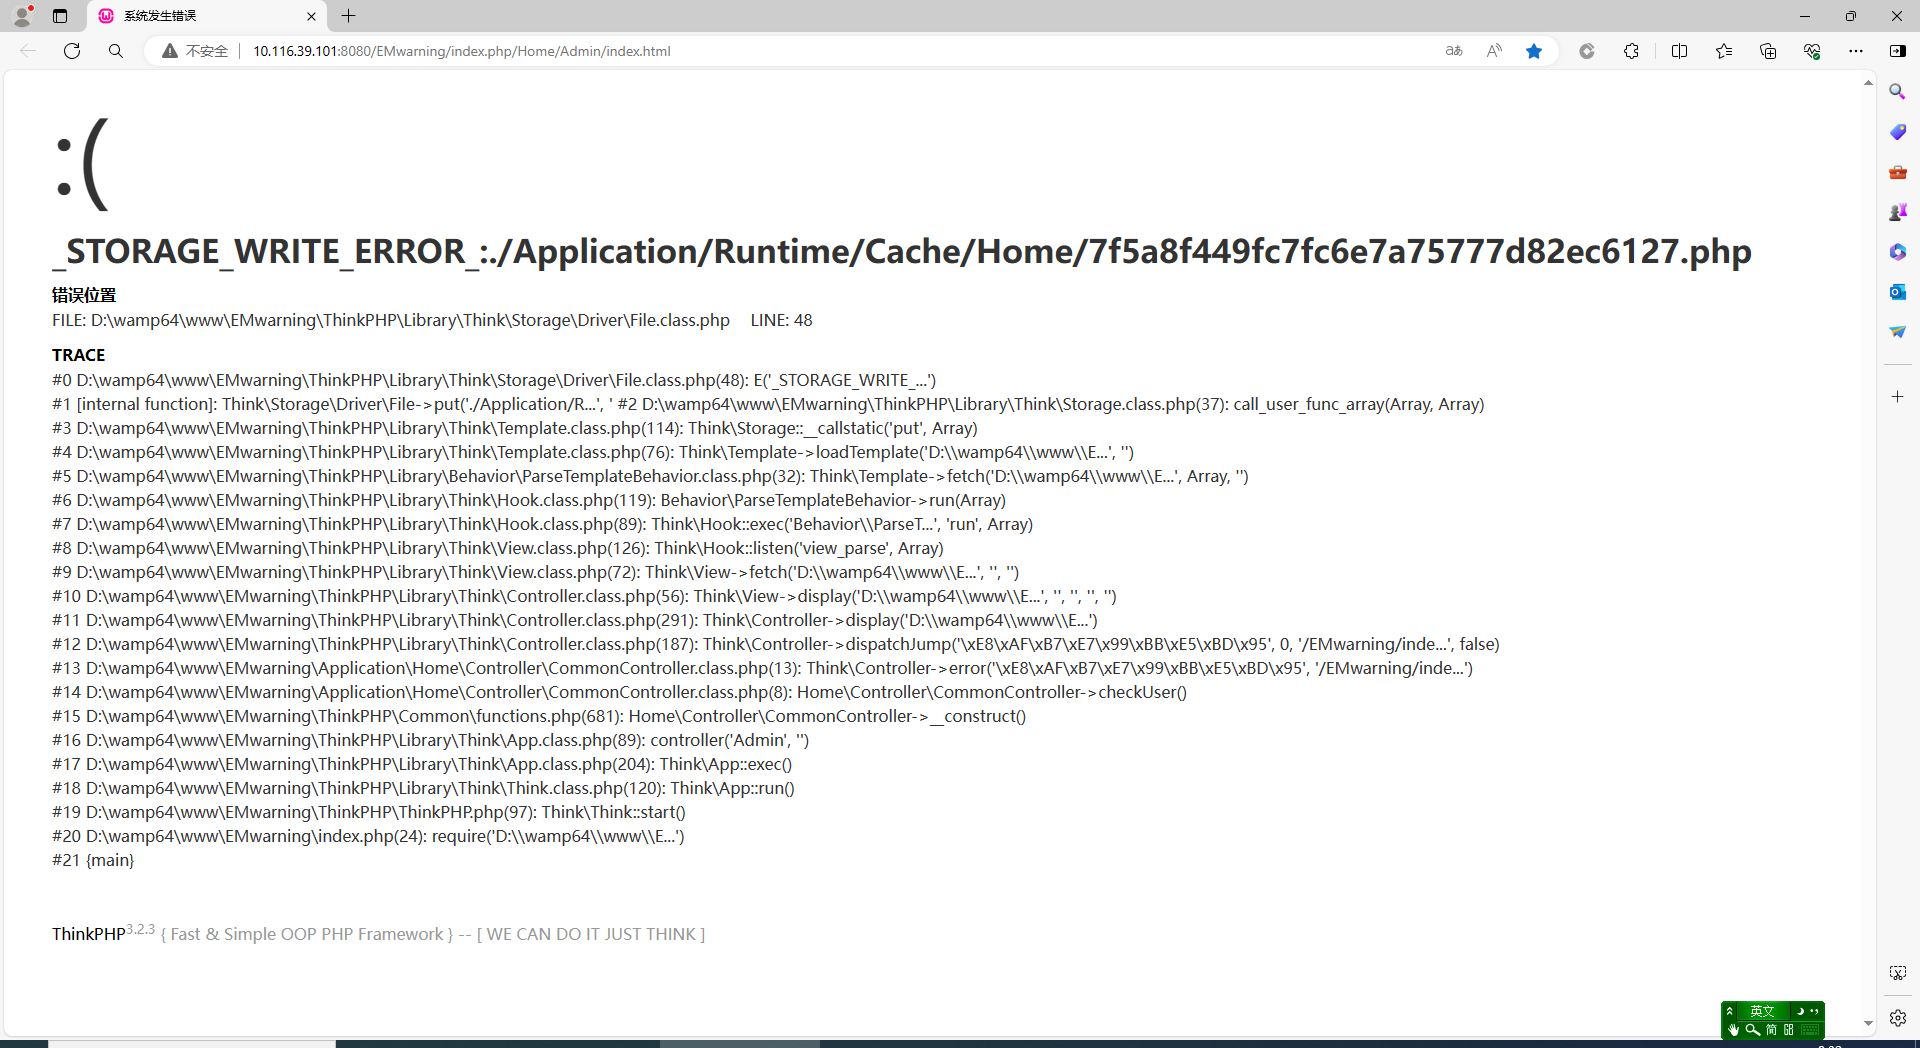 系统发生错误
不安全
10.116.39.101:8080/EMwarning/index.php/Home/Admin/index.html
:(
_STORAGE_WRITE_ERROR_:./Application/Runtime/Cache/Home/7f5a8f449fc7fc6e7a75777d82ec6127.php
错误位置
FILE: D:\wamp64\www\EMwarning\ThinkPHP\Library\Think\Storage\Driver\File.class.php LINE: 48
TRACE
#0 D:\wamp64\www\EMwarning\ThinkPHP\Library\Think\Storage\Driver\File.class.php(48): E('_STORAGE_WRITE_...')
#1 [internal function]: Think\Storage\Driver\File->put('./Application/R...', ' #2 D:\wamp64\www\EMwarning\ThinkPHP\Library\Think\Storage.class.php(37): call_user_func_array(Array, Array)
#3 D:\wamp64\www\EMwarning\ThinkPHP\Library\Think\Template.class.php(114): Think\Storage::__callstatic('put', Array)
#4 D:\wamp64\www\EMwarning\ThinkPHP\Library\Think\Template.class.php(76): Think\Template->loadTemplate('D:\\wamp64\\www\\E...', '')
#5 D:\wamp64\www\EMwarning\ThinkPHP\Library\Behavior\ParseTemplateBehavior.class.php(32): Think\Template->fetch('D:\\wamp64\\www\\E...', Array, '')
#6 D:\wamp64\www\EMwarning\ThinkPHP\Library\Think\Hook.class.php(119): Behavior\ParseTemplateBehavior->run(Array)
#7 D:\wamp64\www\EMwarning\ThinkPHP\Library\Think\Hook.class.php(89): Think\Hook::exec('Behavior\\ParseT...', 'run', Array)
#8 D:\wamp64\www\EMwarning\ThinkPHP\Library\Think\View.class.php(126): Think\Hook::listen('view_parse', Array)
#9 D:\wamp64\www\EMwarning\ThinkPHP\Library\Think\View.class.php(72): Think\View->fetch('D:\\wamp64\\www\\E...', '', '')
#10 D:\wamp64\www\EMwarning\ThinkPHP\Library\Think\Controller.class.php(56): Think\View->display('D:\\wamp64\\www\\E...', '', '', '', '')
#11 D:\wamp64\www\EMwarning\ThinkPHP\Library\Think\Controller.class.php(291): Think\Controller->display('D:\\wamp64\\www\\E...')
#12 D:\wamp64\www\EMwarning\ThinkPHP\Library\Think\Controller.class.php(187): Think\Controller->dispatchJump('\xE8\xAF\xB7\xE7\x99\xBB\xE5\xBD\x95', 0, '/EMwarning/inde...', false)
#13 D:\wamp64\www\EMwarning\Application\Home\Controller\CommonController.class.php(13): Think\Controller->error('\xE8\xAF\xB7\xE7\x99\xBB\xE5\xBD\x95', '/EMwarning/inde...')
#14 D:\wamp64\www\EMwarning\Application\Home\Controller\CommonController.class.php(8): Home\Controller\CommonController->checkUser()
#15 D:\wamp64\www\EMwarning\ThinkPHP\Common\functions.php(681): Home\Controller\CommonController->__construct()
#16 D:\wamp64\www\EMwarning\ThinkPHP\Library\Think\App.class.php(89): controller('Admin', '')
#17 D:\wamp64\www\EMwarning\ThinkPHP\Library\Think\App.class.php(204): Think\App::exec()
#18 D:\wamp64\www\EMwarning\ThinkPHP\Library\Think\Think.class.php(120): Think\App::run()
#19 D:\wamp64\www\EMwarning\ThinkPHP\ThinkPHP.php(97): Think\Think::start()
#20 D:\wamp64\www\EMwarning\index.php(24): require('D:\\wamp64\\www\\E...')
#21 {main}
ThinkPHP3.2.3 { Fast & Simple OOP PHP Framework } -- [ WE CAN DO IT JUST THINK ]
英文
简